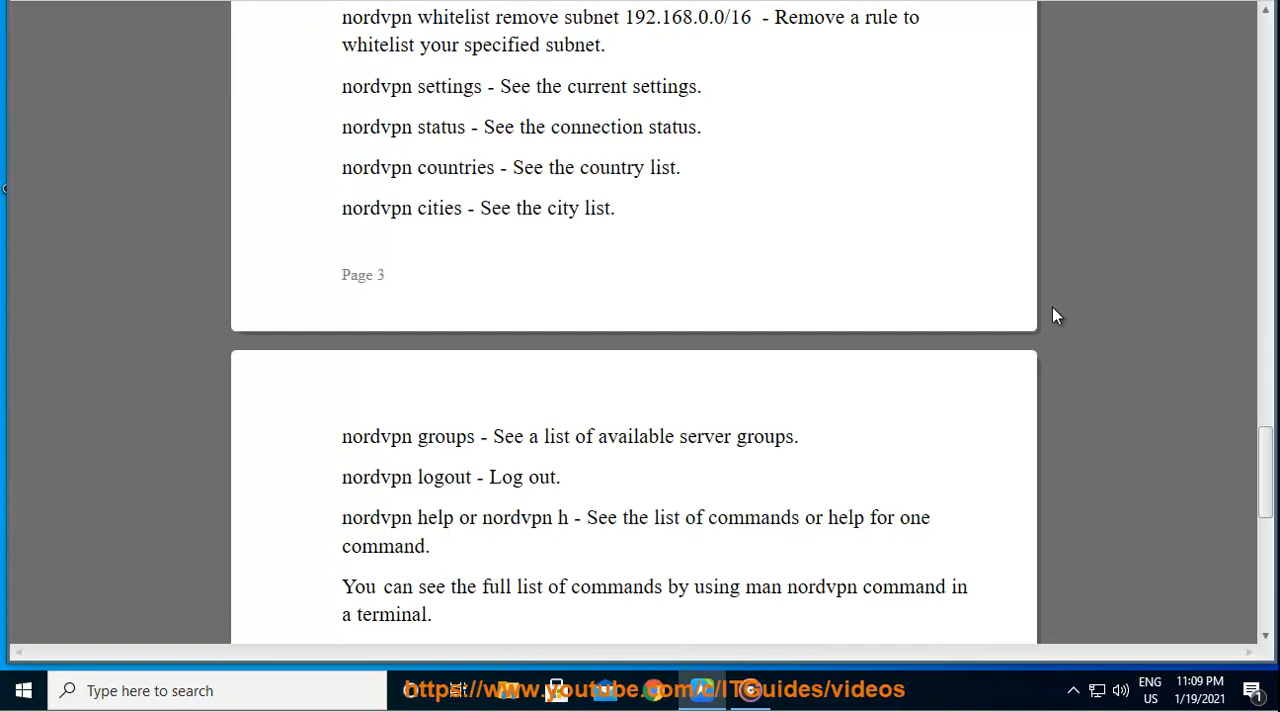 nordvpn whitelist remove subnet 192.168.0.0/16 - Remove a rule to
whitelist your specified subnet.
nordvpn settings - See the current settings.
nordvpn status - See the connection status.
nordvpn countries - See the country list.
nordvpn cities - See the city list.
Page 3
nordvpn groups - See a list of available server groups.
nordvpn logout - Log out.
nordvpn help or nordvpn h - See the list of commands or help for one
command.
You can see the full list of commands by using man nordvpn command in
a terminal.
Type here to search
https://www.youtube.com/c/ITGuides/videos
ENG
US
11:09 PM
1/19/2021
1